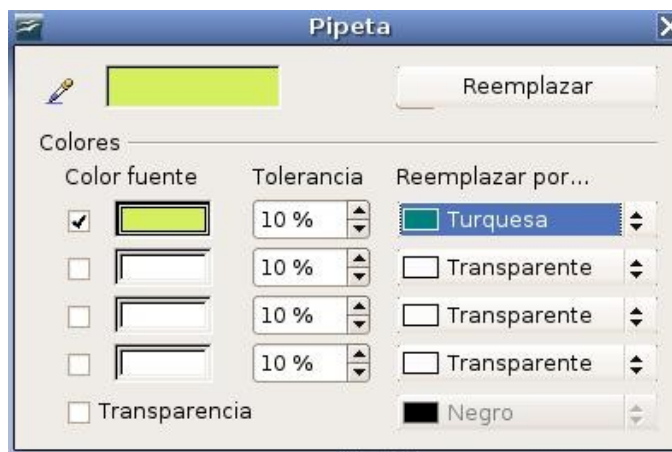 Pipeta
Reemplazar
Colores
Color fuente Tolerancia Reemplazar por...
10 % Turquesa
10 % Transparente
10 % Transparente
10 % Transparente
Transparencia Negro